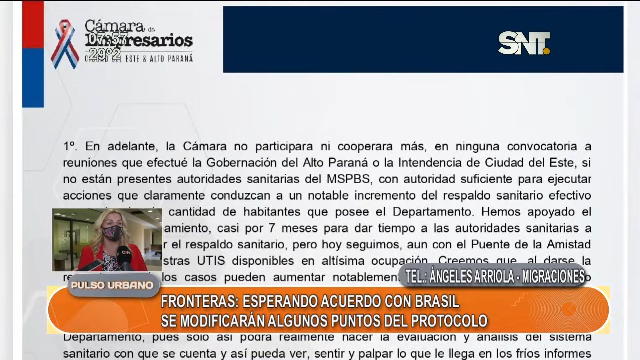 Cámara de
Empresarios
CIUDAD DEL ESTE & ALTO PARANÁ
SNT
1º. En adelante, la Cámara no participara ni cooperara más, en ninguna convocatoria a
reuniones que efectué la Gobernación del Alto Paraná o la Intendencia de Ciudad del Este, si
no están presentes autoridades sanitarias del MSPBS, con autoridad suficiente para ejecutar
acciones que claramente conduzcan a un notable incremento del respaldo sanitario efectivo
cantidad de habitantes que posee el Departamento. Hemos apoyado el
amiento, casi por 7 meses para dar tiempo a las autoridades sanitarias a
r el respaldo sanitario, pero hoy seguimos, aun con el Puente de la Amistad
stras UTIS disponibles en altísima ocupación. Creemos que, al darse la
los casos pueden aumentar notablemente
TEL: ÁNGELES ARRIOLA - MIGRACIONES
PULSO URBANO
FRONTERAS: ESPERANDO ACUERDO CON BRASIL
SE MODIFICARÁN ALGUNOS PUNTOS DEL PROTOCOLO
Departamento, pues solo así podrá realmente hacer la evaluación y análisis del sistema
sanitario con que se cuenta y así pueda ver, sentir y palpar lo que le llega en los fríos informes